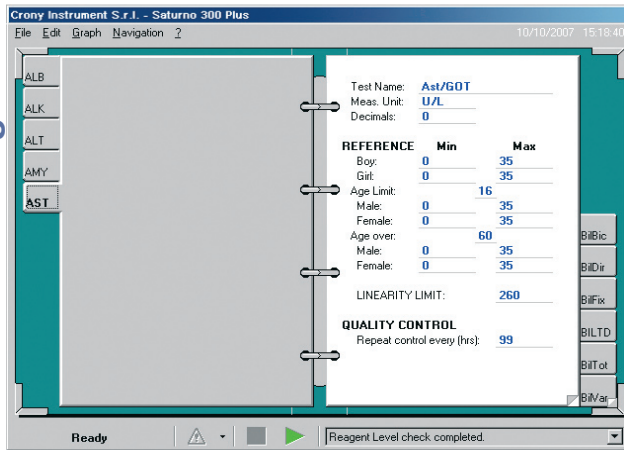 Crony Instrument S.r.l. - Saturno 300 Plus
File Edit Graph Navigation ?
10/10/2007 15:18:40
ALB
ALK
ALT
AMY
AST
Test Name: Ast/GOT
Meas. Unit: U/L
Decimals: 0
REFERENCE Min Max
Boy: 0 35
Girl: 0 35
Age Limit: 16
Male: 0 35
Female: 0 35
Age over: 60
Male: 0 35
Female: 0 35
LINEARITY LIMIT: 260
QUALITY CONTROL
Repeat control every (hrs): 99
BilBic
BilDir
BilFix
BILTD
BilTot
BilVar
Ready
Reagent Level check completed.